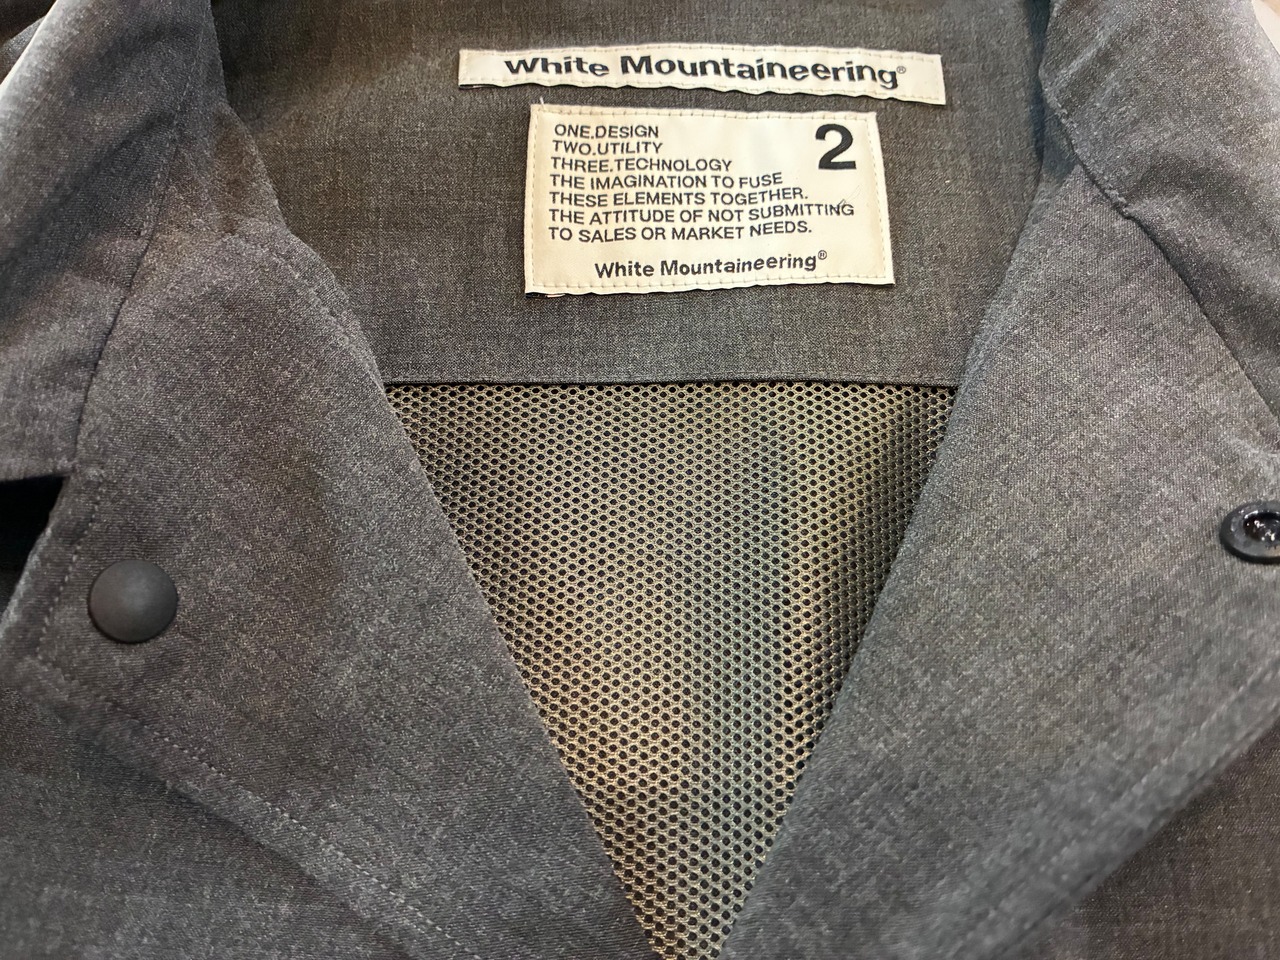 White Mountaineering®
ONE.DESIGN 2
TWO.UTILITY
THREE.TECHNOLOGY
THE IMAGINATION TO FUSE
THESE ELEMENTS TOGETHER.
THE ATTITUDE OF NOT SUBMITTING
TO SALES OR MARKET NEEDS.
White Mountaineering®